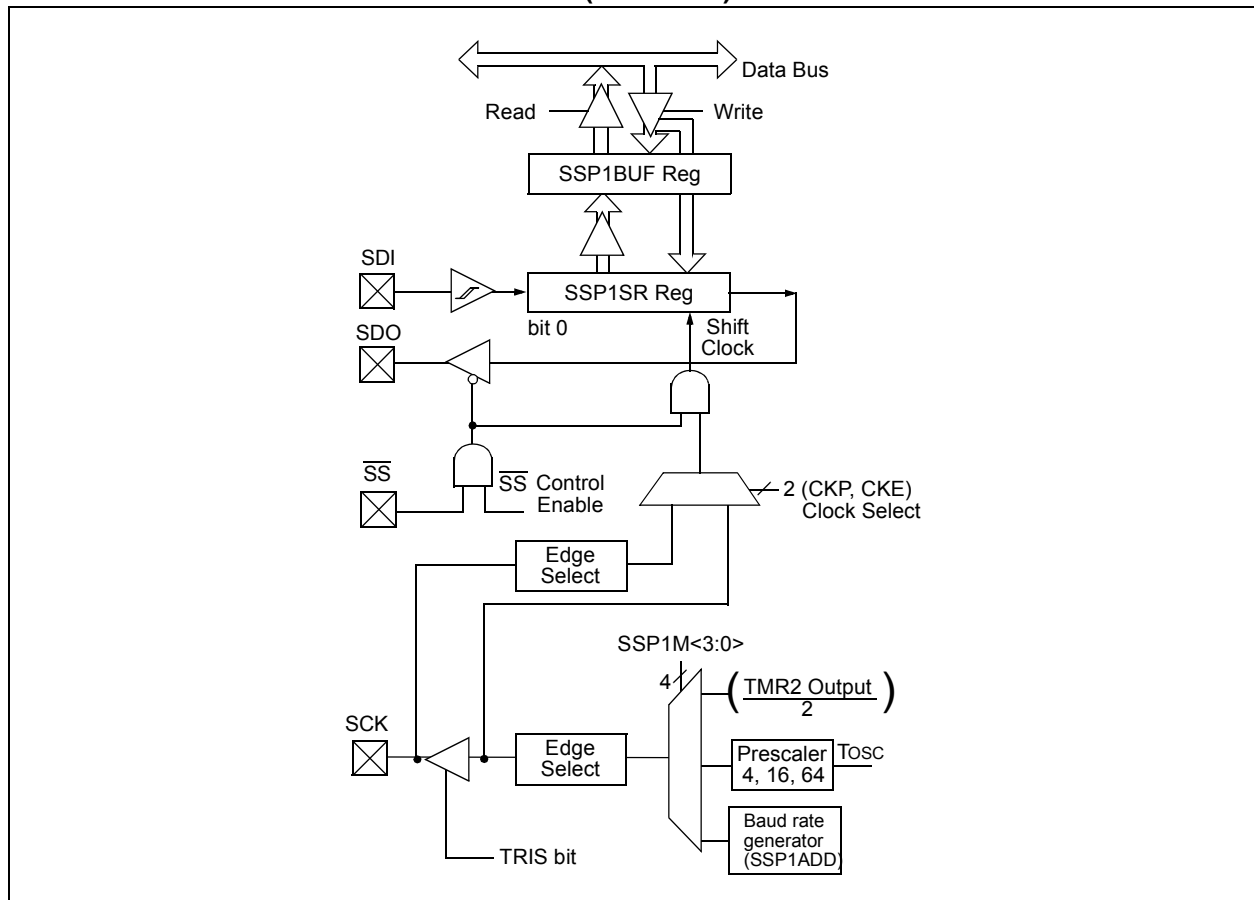 Data Bus
Read
Write
SSP1BUF Reg
SDI
SSP1SR Reg
bit 0
Shift
Clock
SDO
SS
SS Control
Enable
2 (CKP, CKE)
Clock Select
Edge
Select
SSP1M<3:0>
4
(TMR2 Output)
2
SCK
Edge
Select
Prescaler
4, 16, 64
TOSC
Baud rate
generator
(SSP1ADD)
TRIS bit